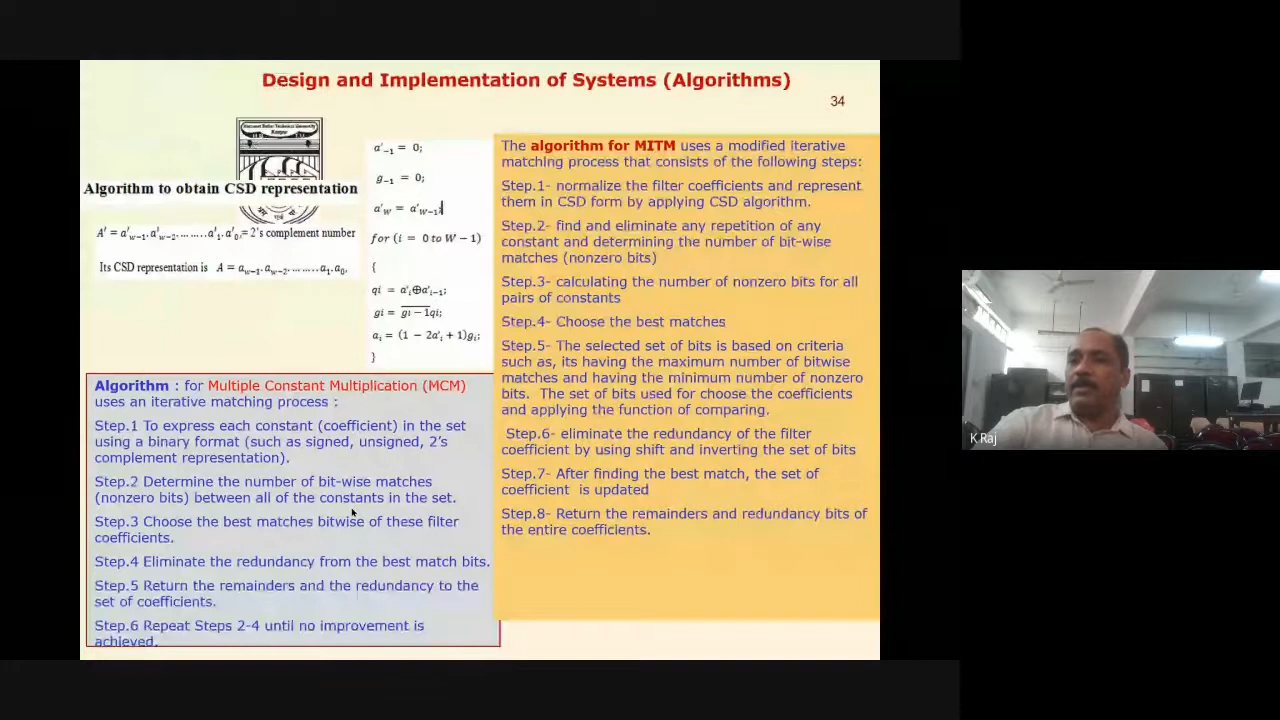 Design and Implementation of Systems (Algorithms)
34
Harcourt Butler Technical University
Kanpur
Algorithm to obtain CSD representation
A' = a'w−1.a'w−2.……..a'1.a'0.= 2's complement number
Its CSD representation is A = aw−1.aw−2.……..a1.a0.
a'−1 = 0;
g−1 = 0;
a'W = a'W−1;
for (i = 0 to W − 1)
{
qi = a'i⊕a'i−1;
gi = gi − 1qi;
ai = (1 − 2a'i + 1)gi;
}
Algorithm : for Multiple Constant Multiplication (MCM)
uses an iterative matching process :
Step.1 To express each constant (coefficient) in the set
using a binary format (such as signed, unsigned, 2's
complement representation).
Step.2 Determine the number of bit-wise matches
(nonzero bits) between all of the constants in the set.
Step.3 Choose the best matches bitwise of these filter
coefficients.
Step.4 Eliminate the redundancy from the best match bits.
Step.5 Return the remainders and the redundancy to the
set of coefficients.
Step.6 Repeat Steps 2-4 until no improvement is
achieved.
The algorithm for MITM uses a modified iterative
matching process that consists of the following steps:
Step.1- normalize the filter coefficients and represent
them in CSD form by applying CSD algorithm.
Step.2- find and eliminate any repetition of any
constant and determining the number of bit-wise
matches (nonzero bits)
Step.3- calculating the number of nonzero bits for all
pairs of constants
Step.4- Choose the best matches
Step.5- The selected set of bits is based on criteria
such as, its having the maximum number of bitwise
matches and having the minimum number of nonzero
bits. The set of bits used for choose the coefficients
and applying the function of comparing.
Step.6- eliminate the redundancy of the filter
coefficient by using shift and inverting the set of bits
Step.7- After finding the best match, the set of
coefficient is updated
Step.8- Return the remainders and redundancy bits of
the entire coefficients.
K Raj